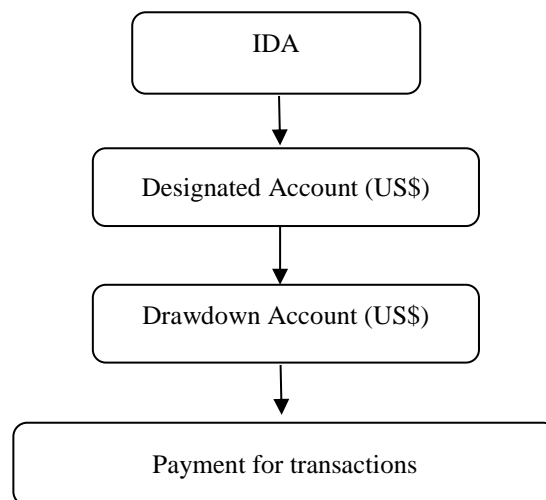 IDA
Designated Account (US$)
Drawdown Account (US$)
Payment for transactions